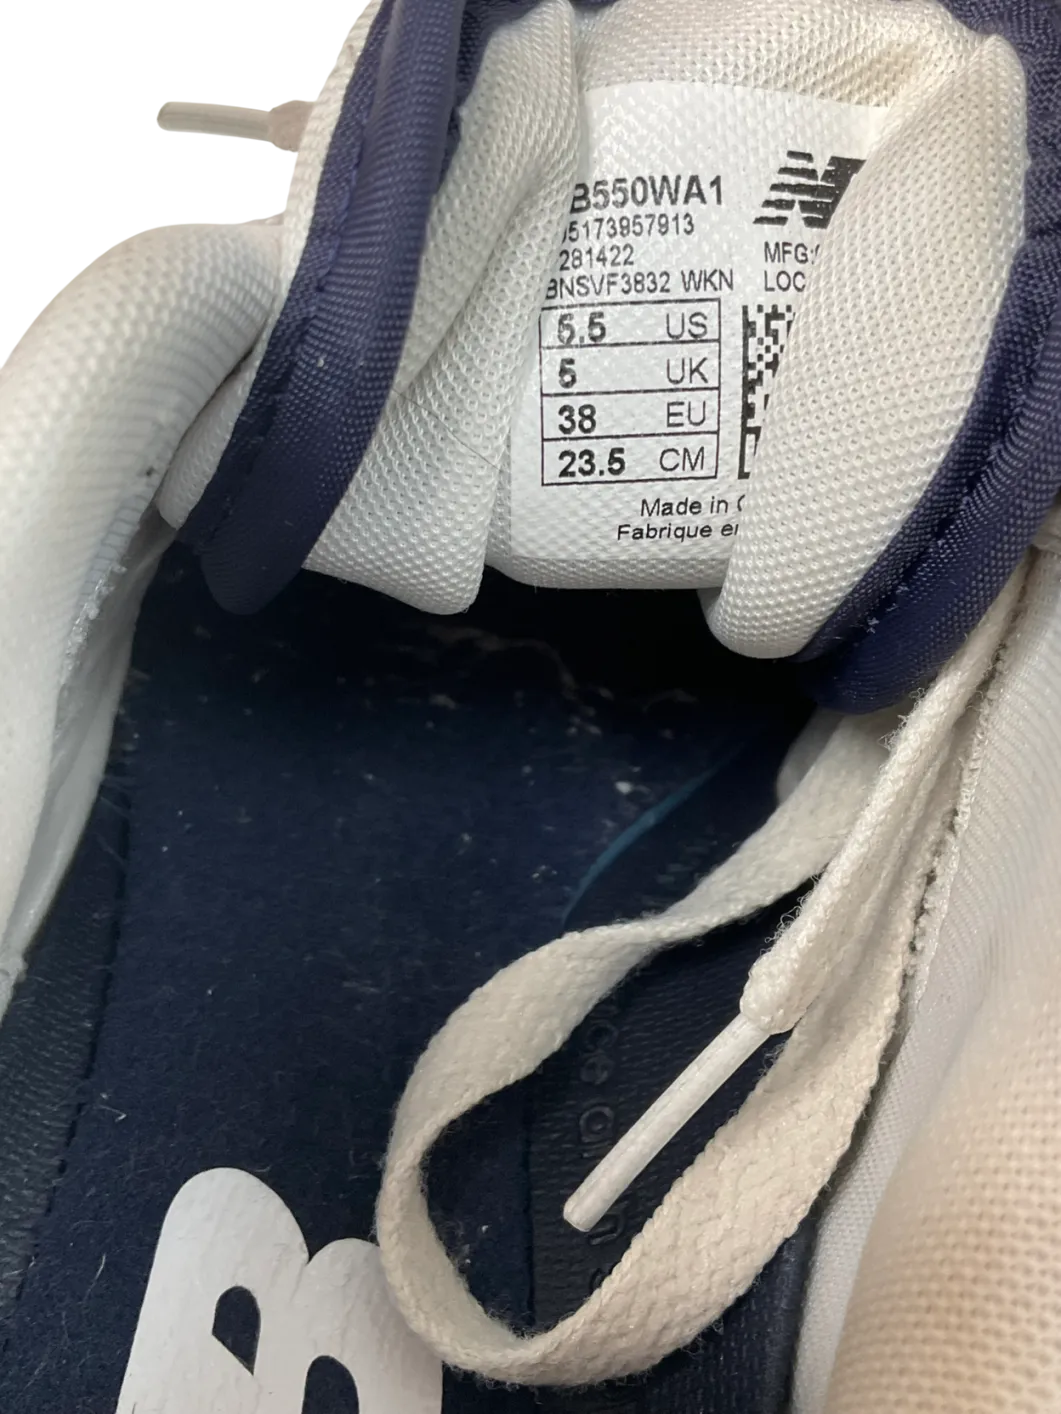 B550WA1
5173957913
281422
BNSVF3832 WKN
MFG:
LOC
5.5 US
5 UK
38 EU
23.5 CM
Made in
Fabrique